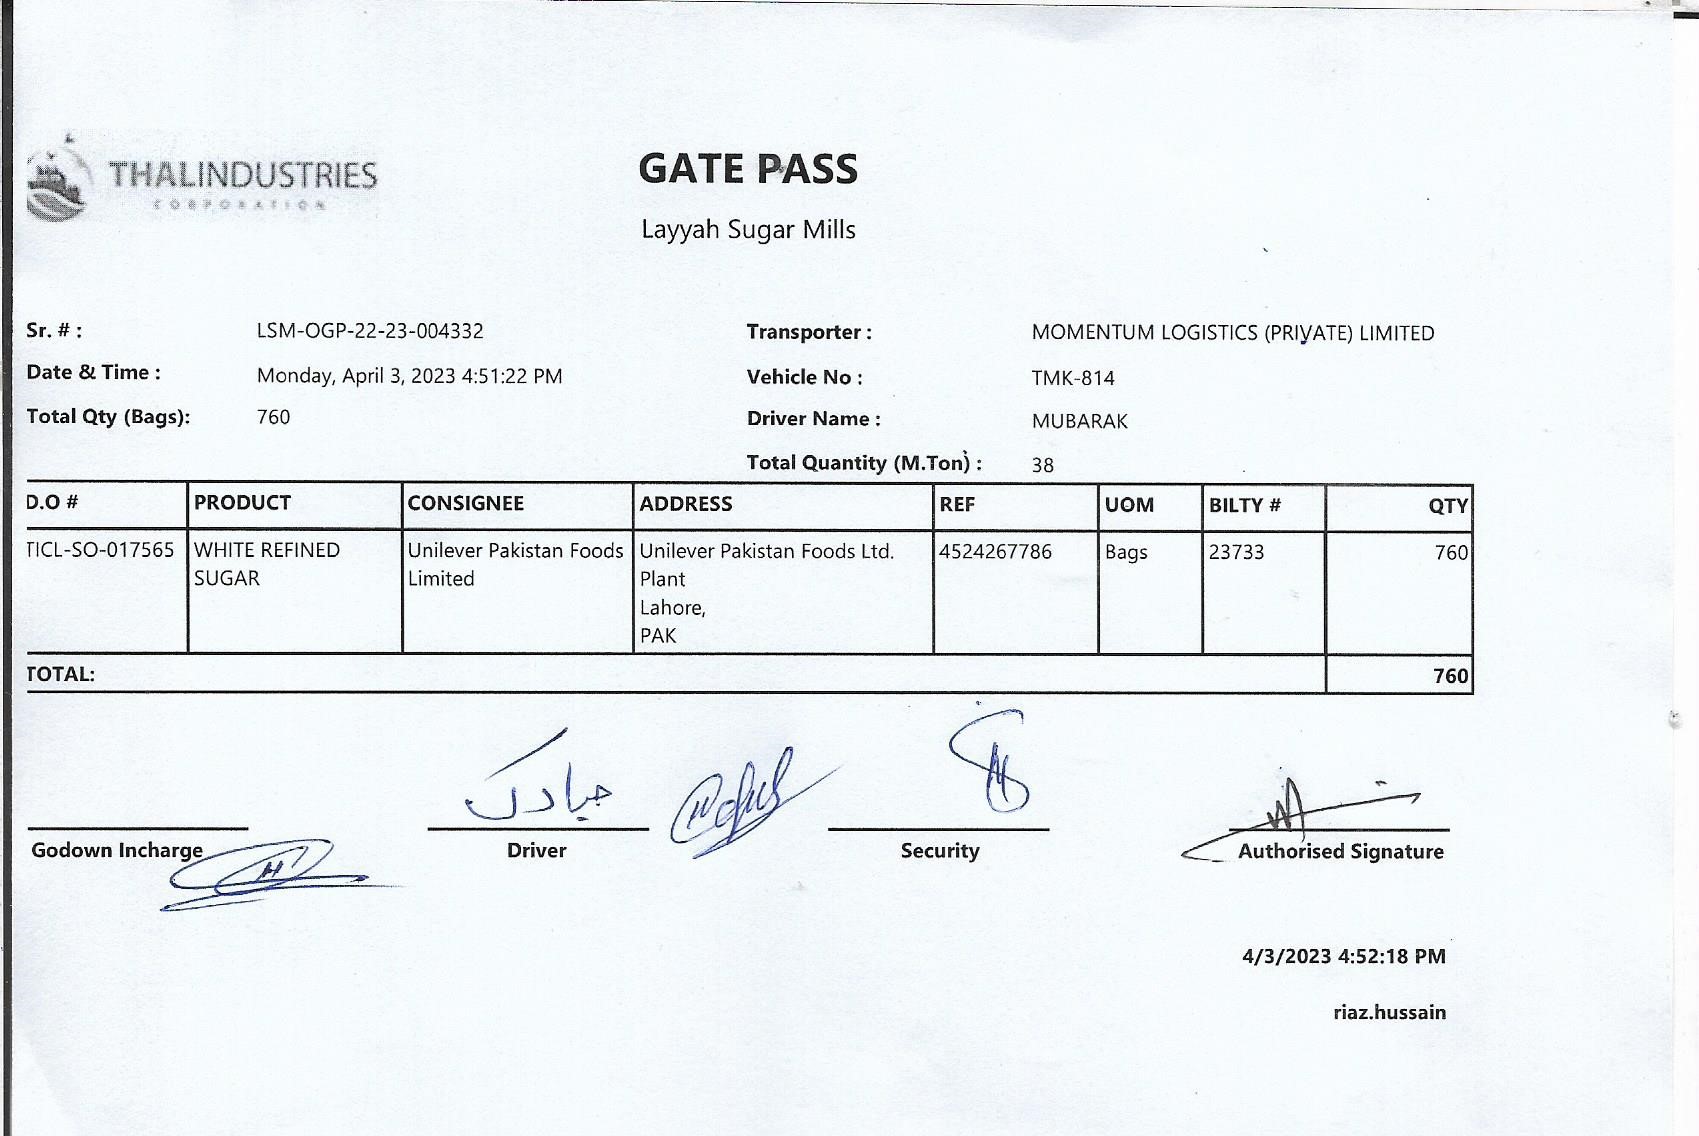 THALINDUSTRIES
CORPORATION
GATE PASS
Layyah Sugar Mills
Sr. # : LSM-OGP-22-23-004332
Transporter : MOMENTUM LOGISTICS (PRIVATE) LIMITED
Date & Time : Monday, April 3, 2023 4:51:22 PM
Vehicle No : TMK-814
Total Qty (Bags): 760
Driver Name : MUBARAK
Total Quantity (M.Ton) : 38
D.O # PRODUCT CONSIGNEE ADDRESS REF UOM BILTY # QTY
TICL-SO-017565 WHITE REFINED Unilever Pakistan Foods Unilever Pakistan Foods Ltd. 4524267786 Bags 23733 760
SUGAR Limited Plant
Lahore,
PAK
TOTAL: 760
مبارک
Godown Incharge Driver Security Authorised Signature
4/3/2023 4:52:18 PM
riaz.hussain